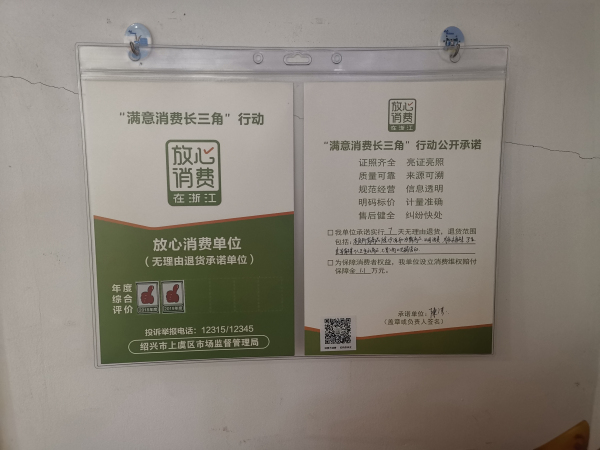 “满意消费长三角”行动
放心
消费
在浙江
放心消费单位
（无理由退货承诺单位）
年度
综合
评价
投诉举报电话：12315/12345
绍兴市上虞区市场监督管理局
放心
消费
在浙江
“满意消费长三角”行动公开承诺
证照齐全 亮证亮照
质量可靠 来源可溯
规范经营 信息透明
明码标价 计量准确
售后健全 纠纷快处
我单位承诺实行 7 天无理由退货，退货范围
包括：
为保障消费者权益，我单位设立消费维权赔付
保障金 万元。
承诺单位：
（盖章或负责人签名）